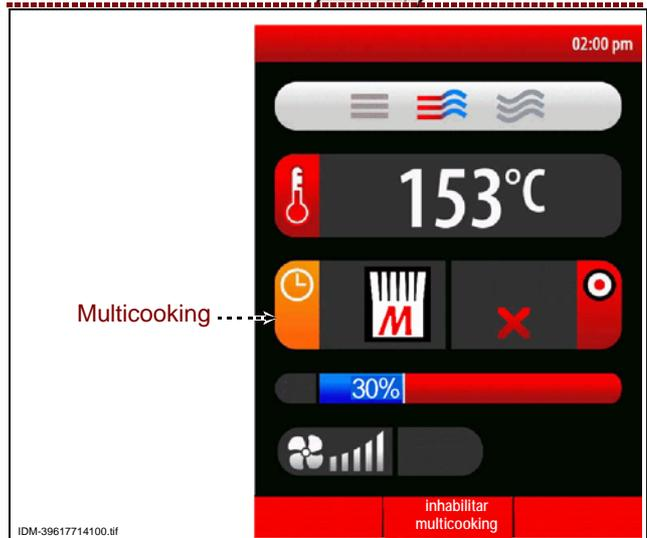 02:00 pm
153°C
Multicooking
M
30%
inhabilitar
multicooking
IDM-39617714100.tif